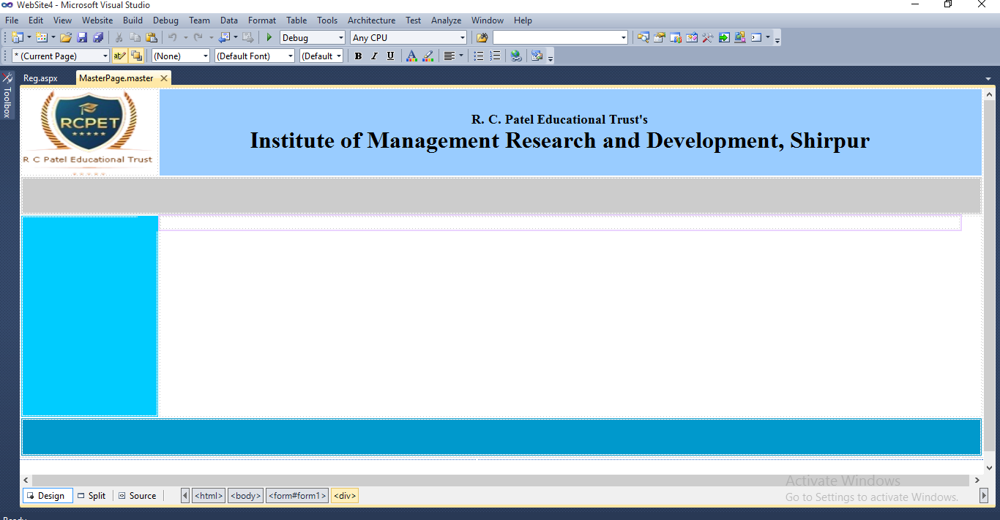 WebSite4 - Microsoft Visual Studio
File Edit View Website Build Debug Team Data Format Table Tools Architecture Test Analyze Window Help
Debug Any CPU
* (Current Page) ab (None) (Default Font) (Default B I U A
Reg.aspx MasterPage.master
Toolbox
RCPET
R C Patel Educational Trust
R. C. Patel Educational Trust's
Institute of Management Research and Development, Shirpur
Activate Windows
Go to Settings to activate Windows.
Design Split Source <html> <body> <form#form1> <div>